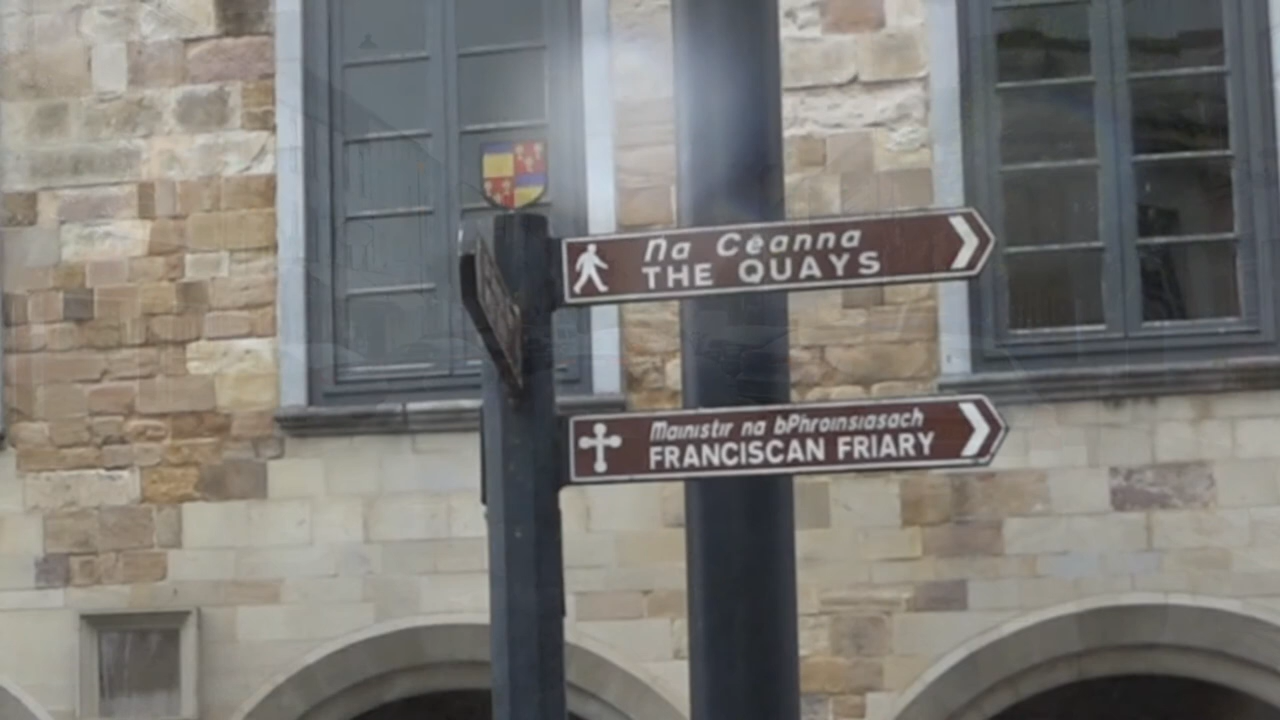 Na Céanna
THE QUAYS
Mainistir na bPhroinsiasach
FRANCISCAN FRIARY